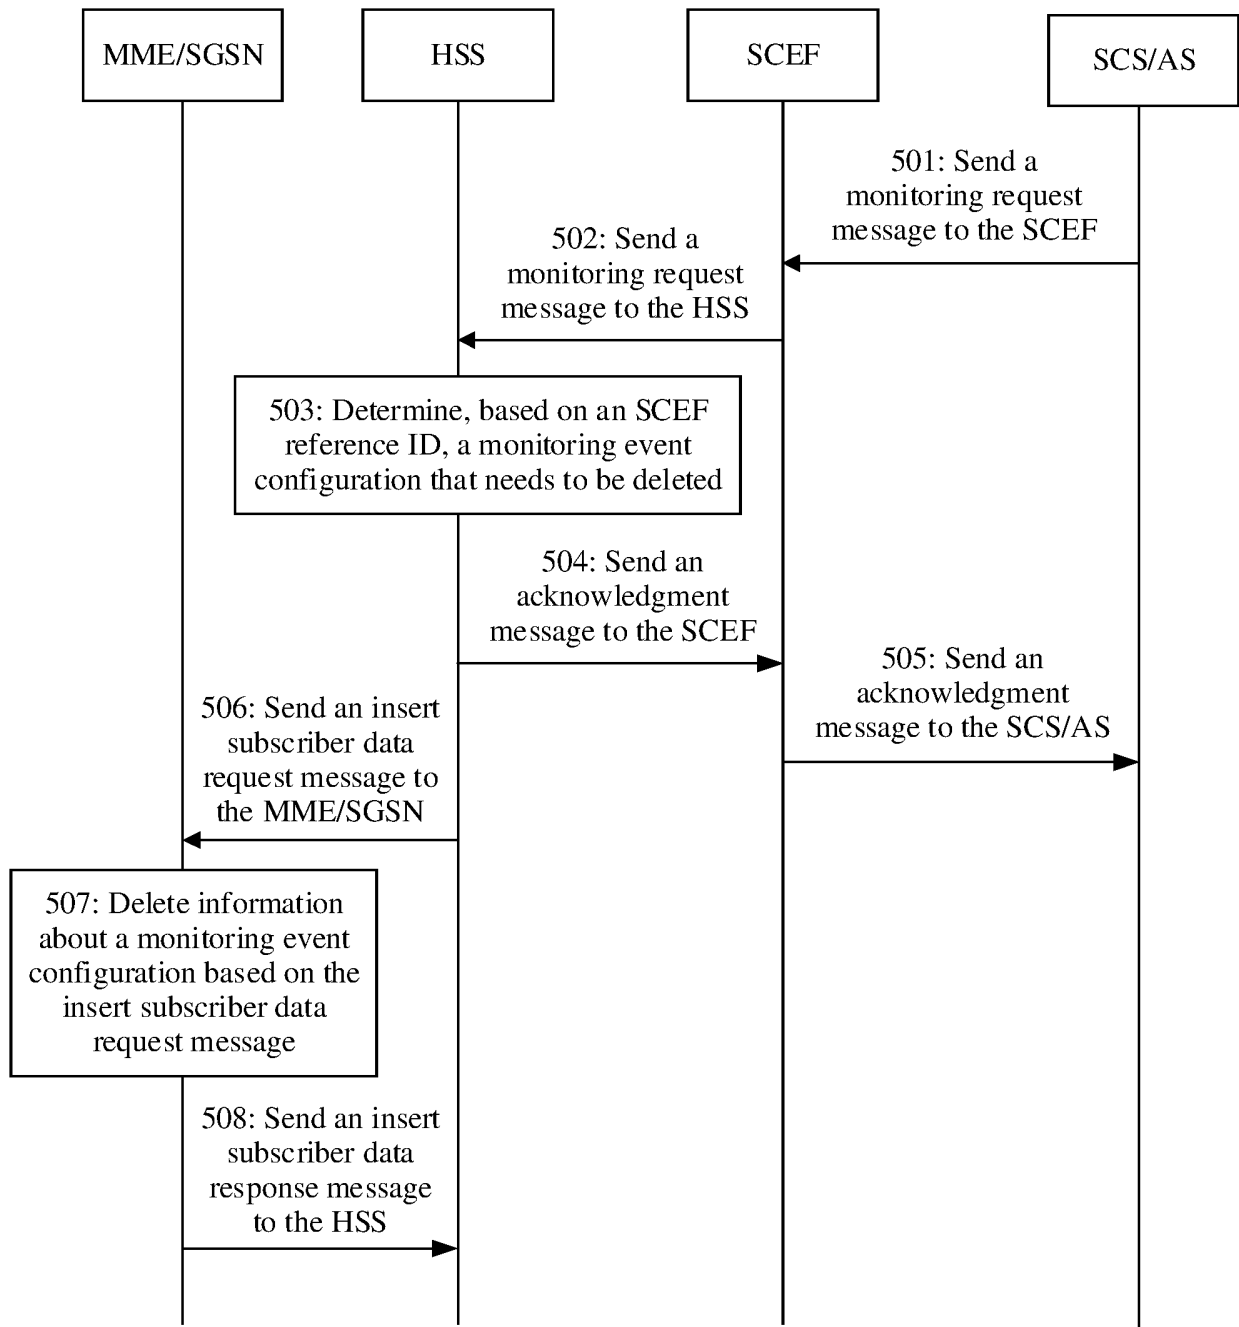 MME/SGSN
HSS
SCEF
SCS/AS
501: Send a
monitoring request
message to the SCEF
502: Send a
monitoring request
message to the HSS
503: Determine, based on an SCEF
reference ID, a monitoring event
configuration that needs to be deleted
504: Send an
acknowledgment
message to the SCEF
505: Send an
acknowledgment
message to the SCS/AS
506: Send an insert
subscriber data
request message to
the MME/SGSN
507: Delete information
about a monitoring event
configuration based on the
insert subscriber data
request message
508: Send an insert
subscriber data
response message
to the HSS